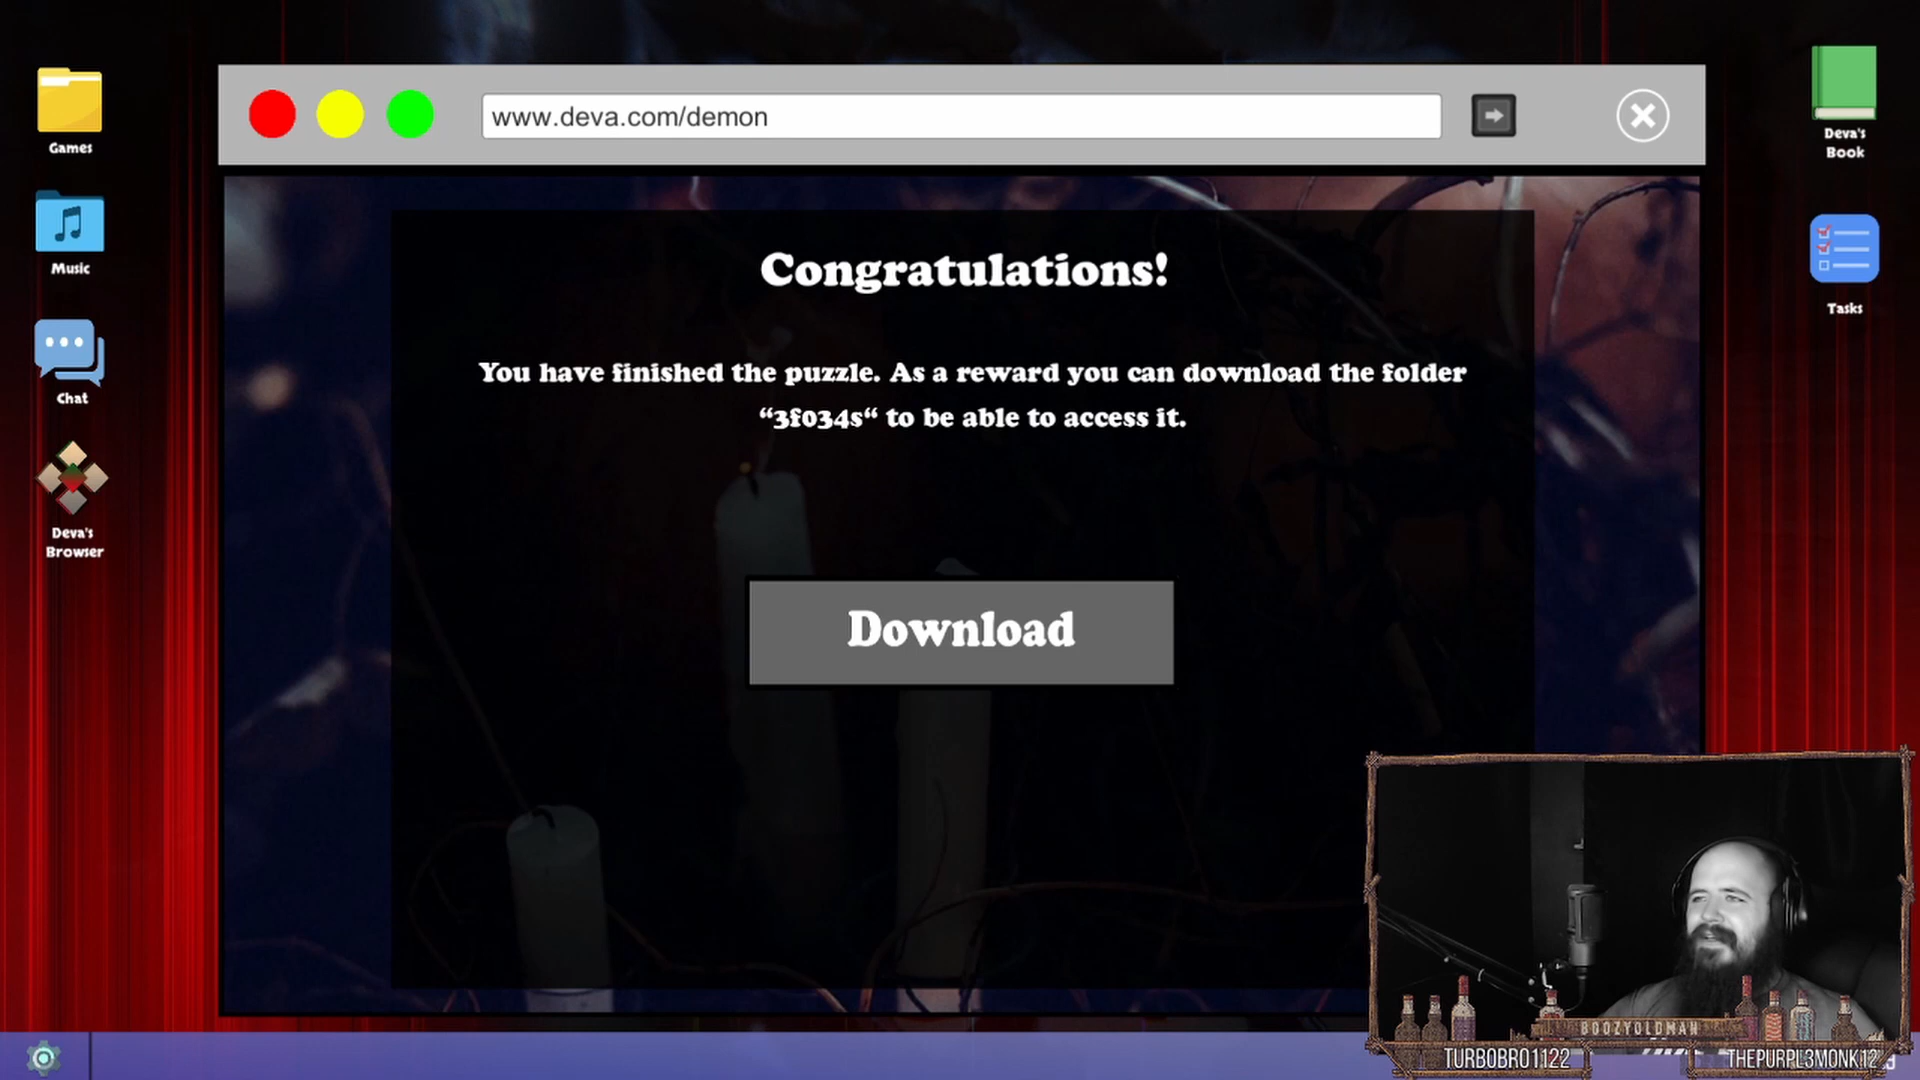 www.deva.com/demon
Games
Music
Chat
Deva's
Browser
Deva's
Book
Tasks
Congratulations!
You have finished the puzzle. As a reward you can download the folder
“3f034s“ to be able to access it.
Download
BOOZYOLDMAN
TURBOBRO1122
THEPURPL3MONK12